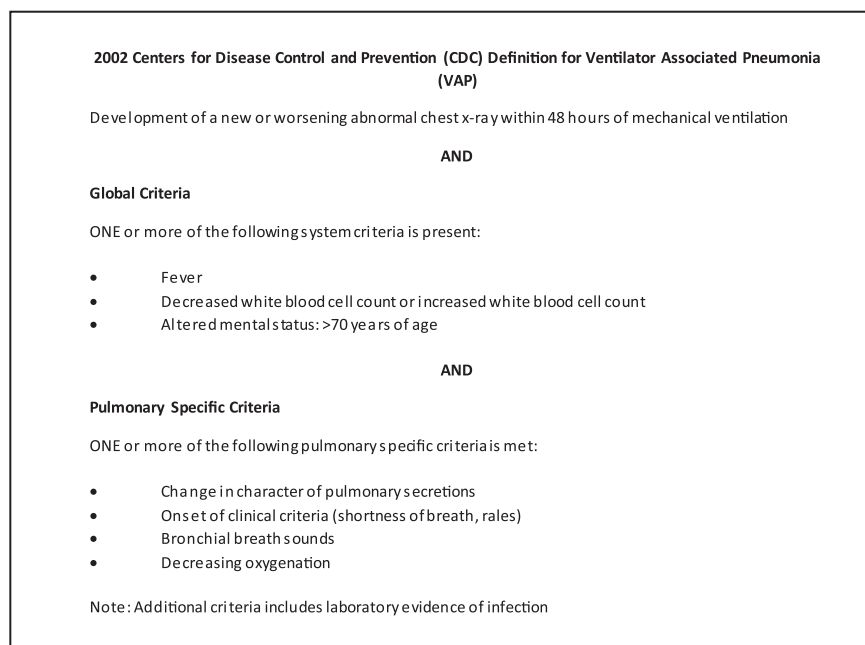 2002 Centers for Disease Control and Prevention (CDC) Definition for Ventilator Associated Pneumonia
(VAP)
Development of a new or worsening abnormal chest x-ray within 48 hours of mechanical ventilation
AND
Global Criteria
ONE or more of the following system criteria is present:
• Fever
• Decreased white blood cell count or increased white blood cell count
• Altered mental status: >70 years of age
AND
Pulmonary Specific Criteria
ONE or more of the following pulmonary specific criteria is met:
• Change in character of pulmonary secretions
• Onset of clinical criteria (shortness of breath, rales)
• Bronchial breath sounds
• Decreasing oxygenation
Note: Additional criteria includes laboratory evidence of infection